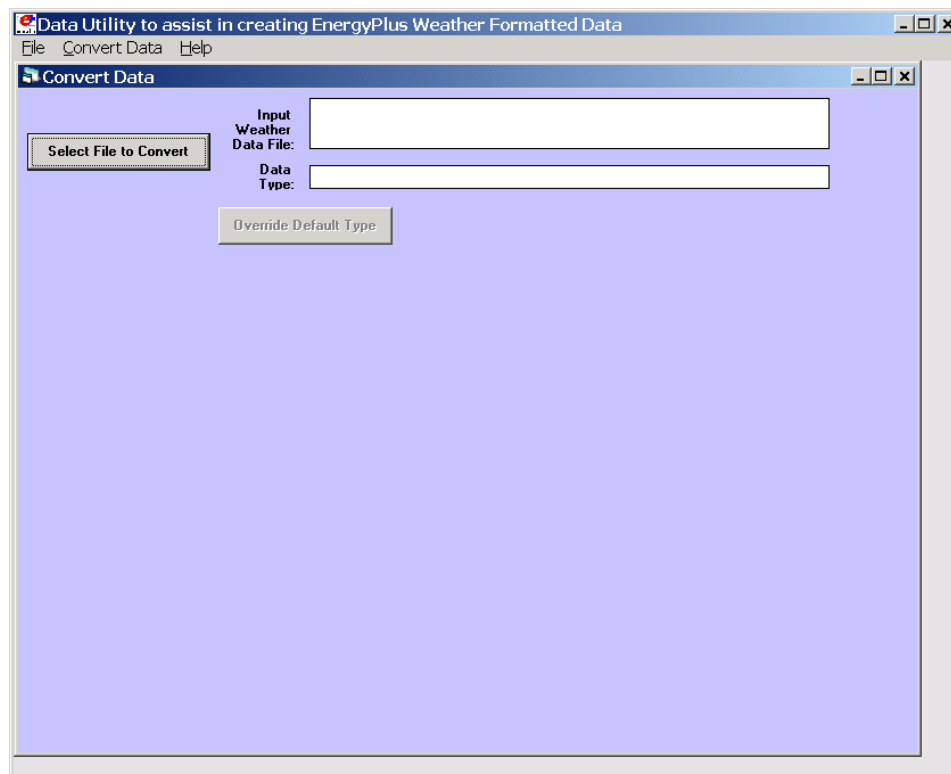 Data Utility to assist in creating EnergyPlus Weather Formatted Data
File Convert Data Help
Convert Data
Select File to Convert
Input
Weather
Data File:
Data
Type:
Override Default Type